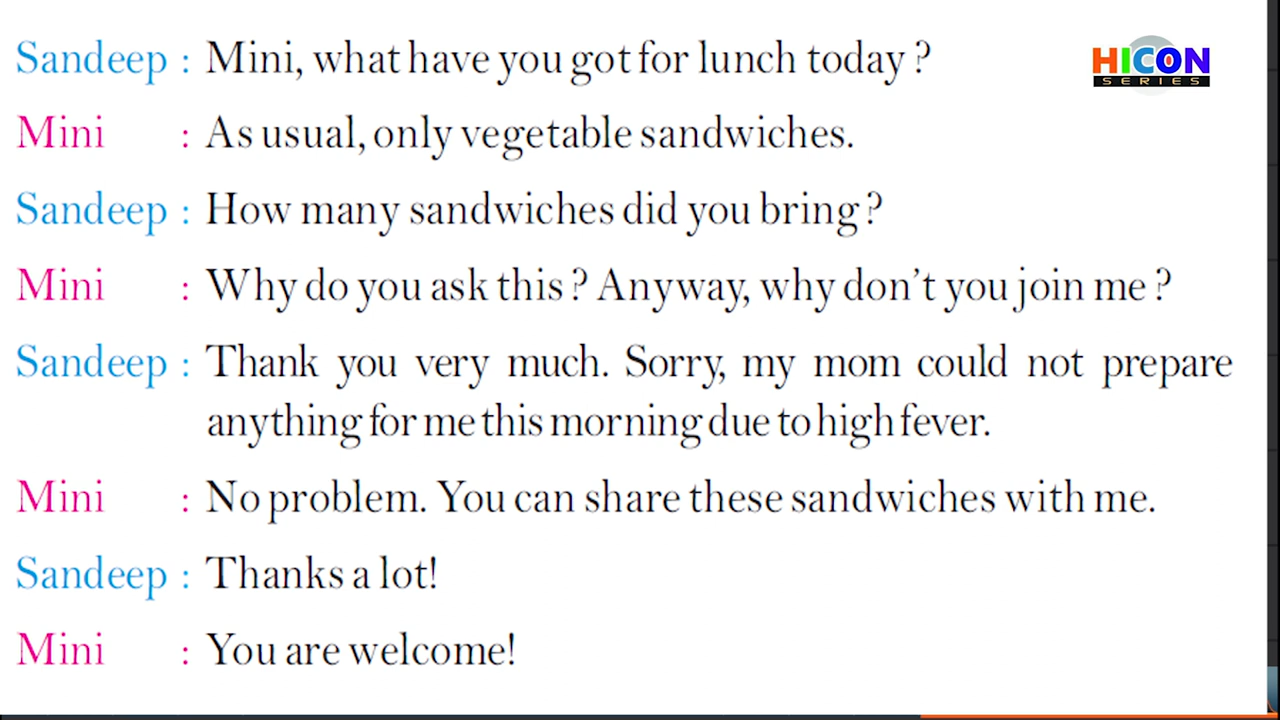 Sandeep : Mini, what have you got for lunch today ?
HICON
SERIES
Mini : As usual, only vegetable sandwiches.
Sandeep : How many sandwiches did you bring ?
Mini : Why do you ask this ? Anyway, why don't you join me ?
Sandeep : Thank you very much. Sorry, my mom could not prepare
anything for me this morning due to high fever.
Mini : No problem. You can share these sandwiches with me.
Sandeep : Thanks a lot!
Mini : You are welcome!